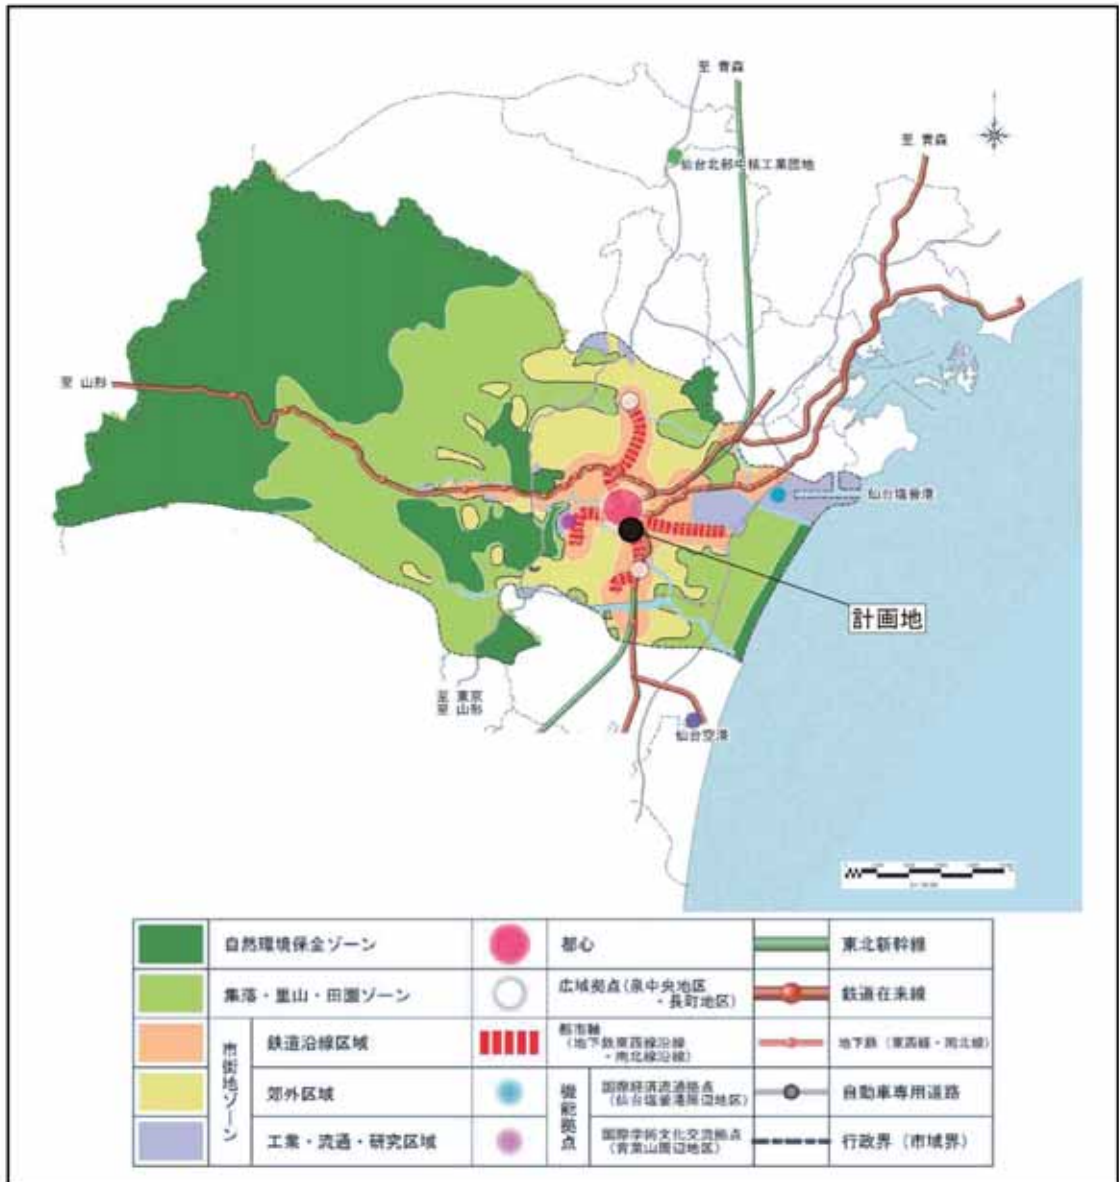 至 青森
至 青森
仙台北部中核工業団地
至 山形
仙台塩釜港
計画地
至 東京
至 山形
仙台空港
自然環境保全ゾーン
都心
東北新幹線
集落・里山・田園ゾーン
広域拠点(泉中央地区
・長町地区)
鉄道在来線
市街地ゾーン
鉄道沿線区域
都市軸
(地下鉄東西線沿線
・南北線沿線)
地下鉄(東西線・南北線)
郊外区域
機能拠点
国際経済流通拠点
(仙台塩釜港周辺地区)
自動車専用道路
工業・流通・研究区域
国際学術文化交流拠点
(青葉山周辺地区)
行政界(市域界)